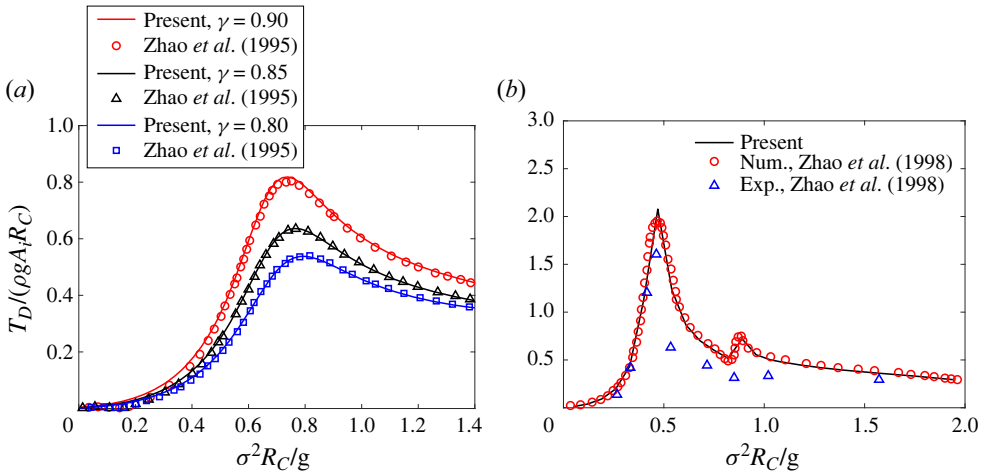 Present, γ = 0.90
Zhao et al. (1995)
Present, γ = 0.85
Zhao et al. (1995)
Present, γ = 0.80
Zhao et al. (1995)
(a)
1.0
0.8
0.6
0.4
0.2
0 0.2 0.4 0.6 0.8 1.0 1.2 1.4
T_D/(ρgA_iR_C)
σ²R_C/g
(b)
3.0
2.5
2.0
1.5
1.0
0.5
0 0.5 1.0 1.5 2.0
Present
Num., Zhao et al. (1998)
Exp., Zhao et al. (1998)
σ²R_C/g